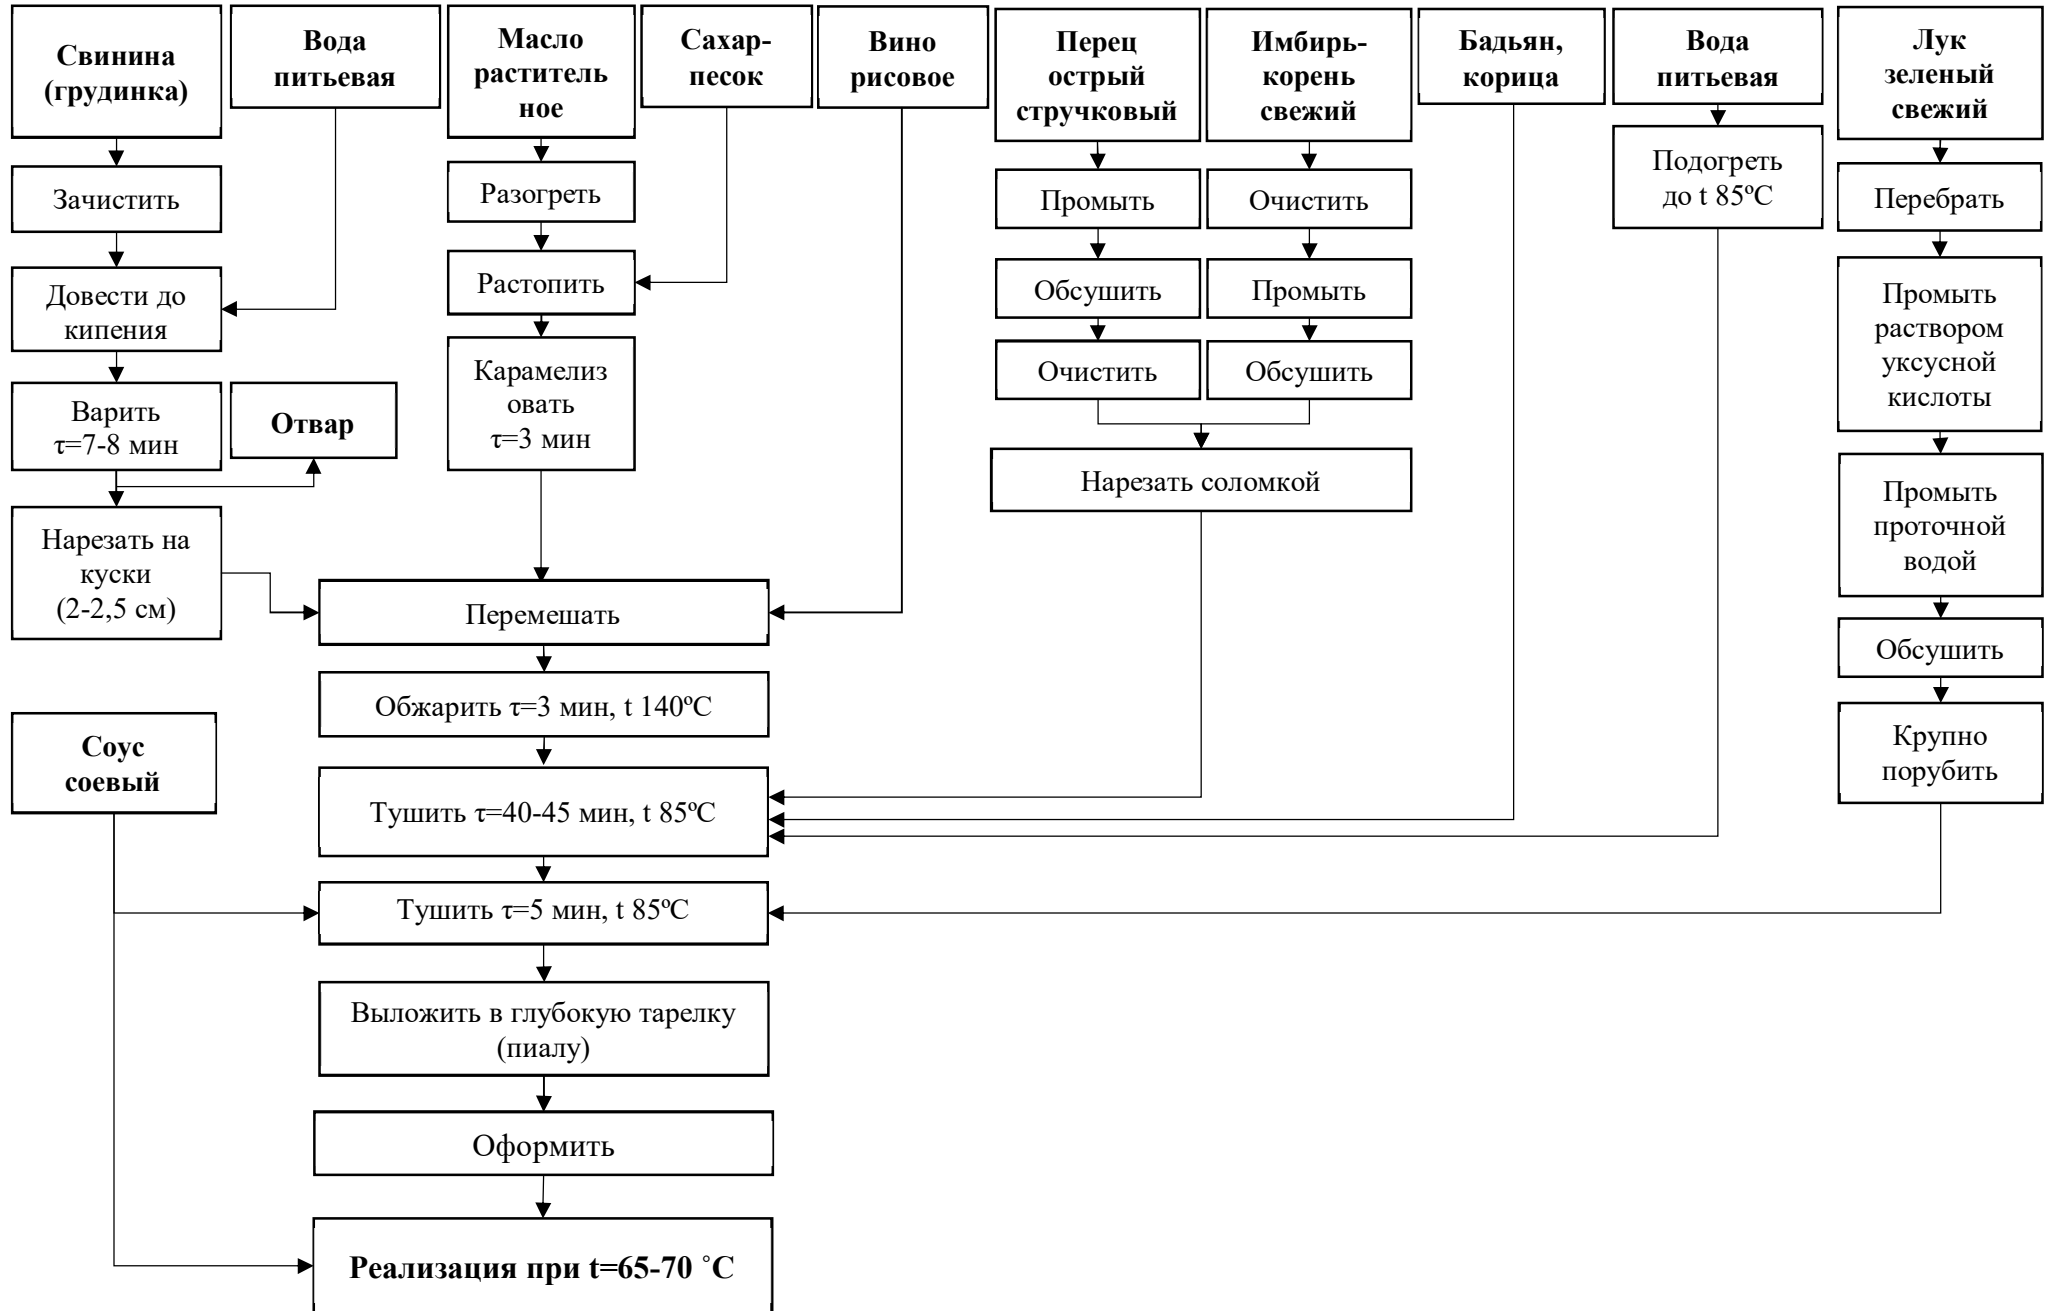 Свинина
(грудинка)
Вода
питьевая
Масло
раститель
ное
Сахар-
песок
Вино
рисовое
Перец
острый
стручковый
Имбирь-
корень
свежий
Бадьян,
корица
Вода
питьевая
Лук
зеленый
свежий
Зачистить
Разогреть
Промыть
Очистить
Подогреть
до t 85ºС
Перебрать
Довести до
кипения
Растопить
Обсушить
Промыть
Промыть
раствором
уксусной
кислоты
Варить
τ=7-8 мин
Отвар
Карамелиз
овать
τ=3 мин
Очистить
Обсушить
Нарезать соломкой
Промыть
проточной
водой
Нарезать на
куски
(2-2,5 см)
Перемешать
Обсушить
Обжарить τ=3 мин, t 140ºС
Соус
соевый
Крупно
порубить
Тушить τ=40-45 мин, t 85ºС
Тушить τ=5 мин, t 85ºС
Выложить в глубокую тарелку
(пиалу)
Оформить
Реализация при t=65-70 ˚С